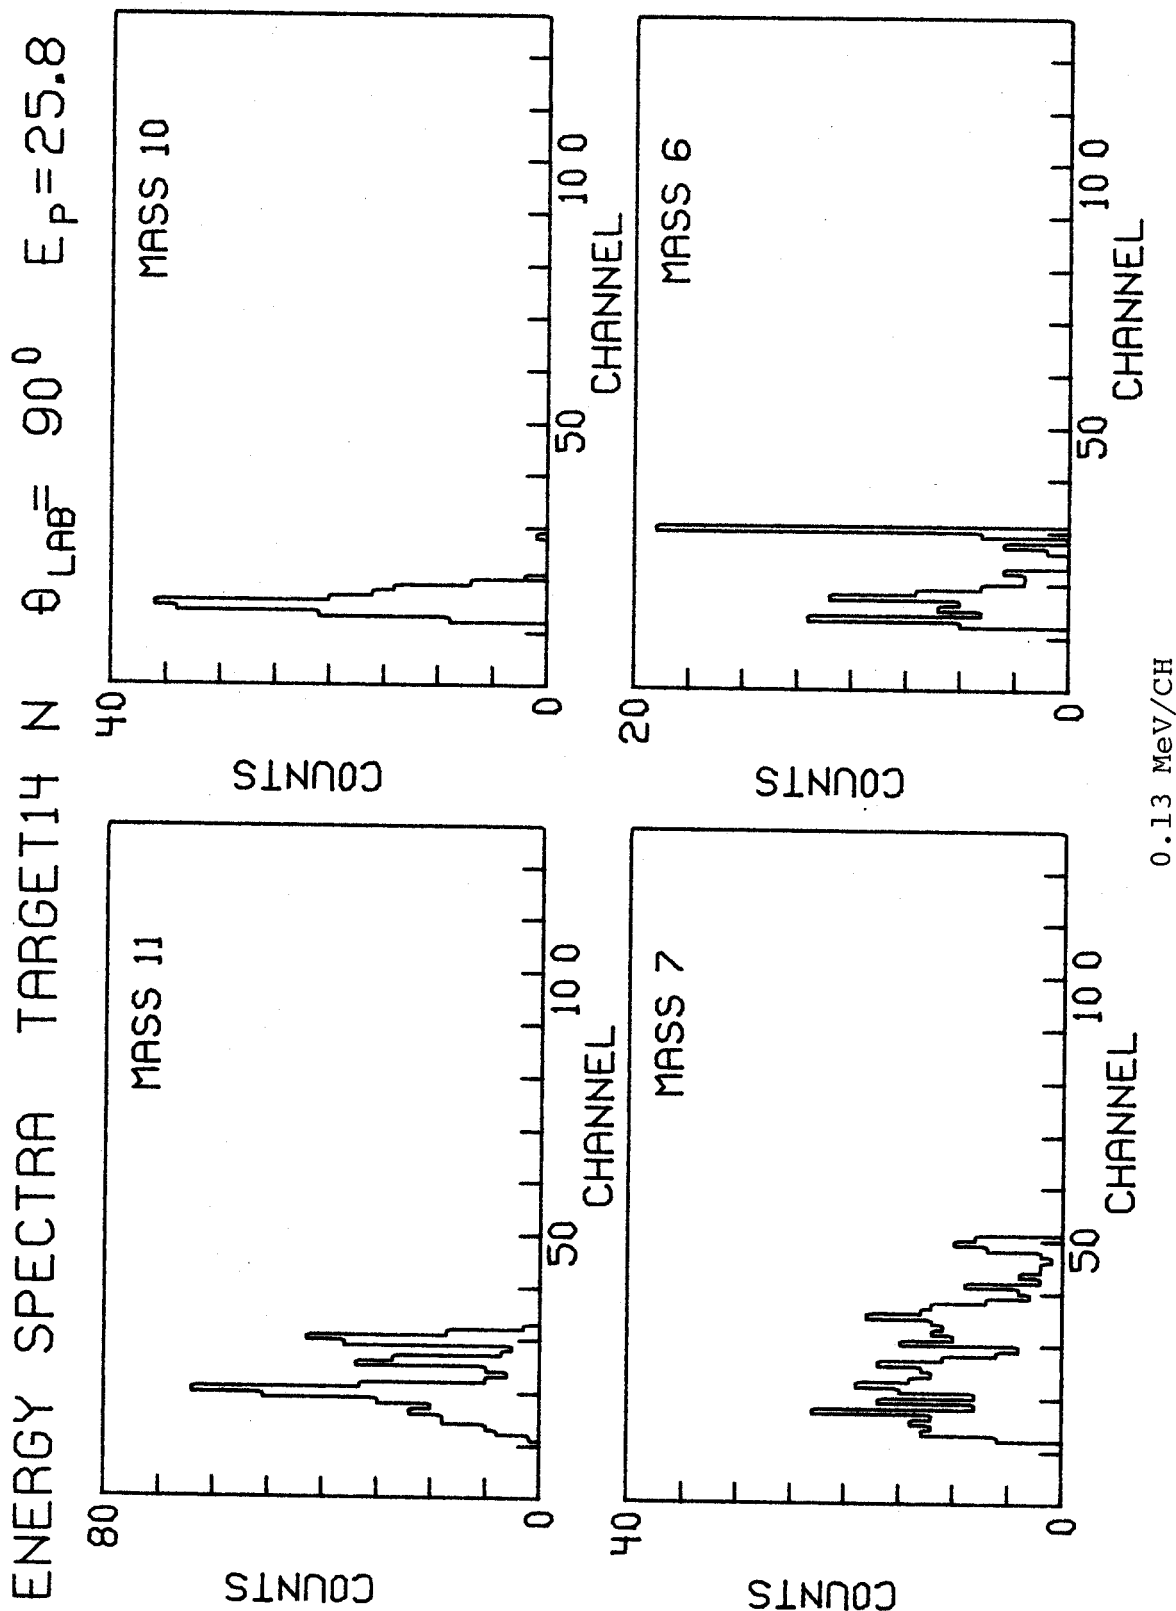 ENERGY SPECTRA TARGET14 N θLAB= 90⁰ EP=25.8
80
COUNTS
MASS 11
0
50
100
CHANNEL
40
COUNTS
MASS 10
0
50
100
CHANNEL
40
COUNTS
MASS 7
0
50
100
CHANNEL
20
COUNTS
MASS 6
0
50
100
CHANNEL
0.13 MeV/CH